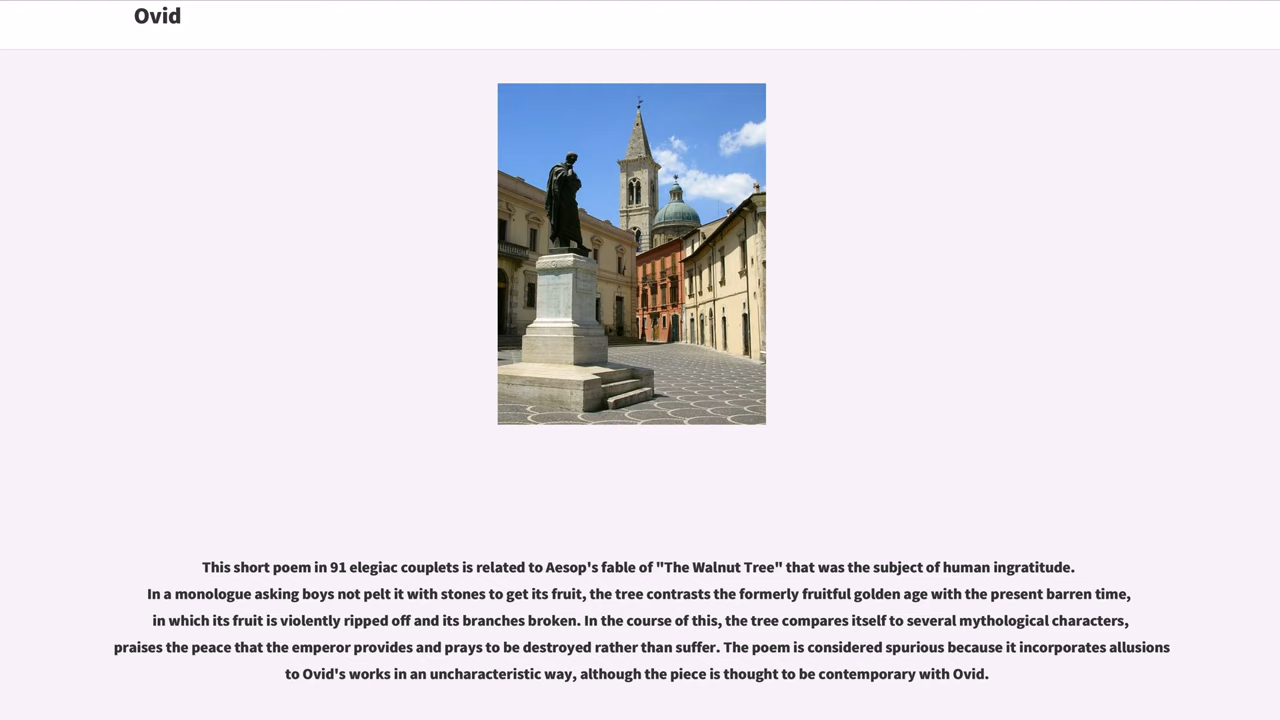 Ovid
This short poem in 91 elegiac couplets is related to Aesop's fable of "The Walnut Tree" that was the subject of human ingratitude.
In a monologue asking boys not pelt it with stones to get its fruit, the tree contrasts the formerly fruitful golden age with the present barren time,
in which its fruit is violently ripped off and its branches broken. In the course of this, the tree compares itself to several mythological characters,
praises the peace that the emperor provides and prays to be destroyed rather than suffer. The poem is considered spurious because it incorporates allusions
to Ovid's works in an uncharacteristic way, although the piece is thought to be contemporary with Ovid.